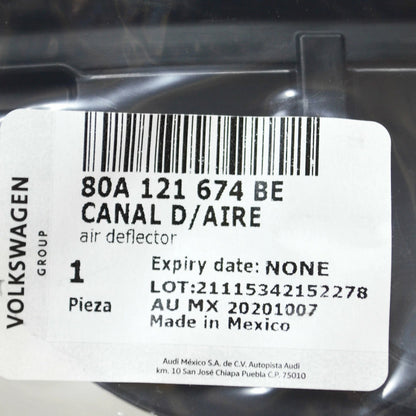 VOLKSWAGEN
GROUP
80A 121 674 BE
CANAL D/AIRE
air deflector
1
Pieza
Expiry date: NONE
LOT:21115342152278
AU MX 20201007
Made in Mexico
Audi México S.A. de C.V. Autopista Audi
km. 10 San José Chiapa Puebla C.P. 75010